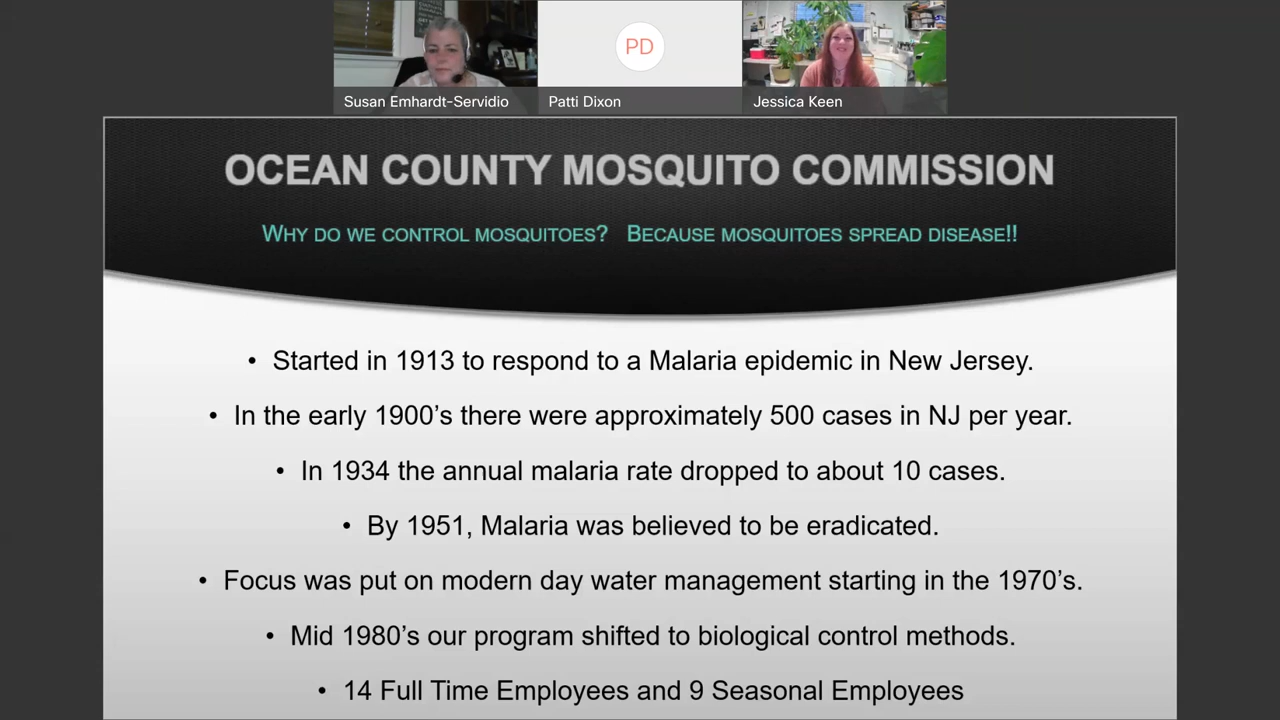 PD
Susan Emhardt-Servidio
Patti Dixon
Jessica Keen
OCEAN COUNTY MOSQUITO COMMISSION
WHY DO WE CONTROL MOSQUITOES? BECAUSE MOSQUITOES SPREAD DISEASE!!
• Started in 1913 to respond to a Malaria epidemic in New Jersey.
• In the early 1900's there were approximately 500 cases in NJ per year.
• In 1934 the annual malaria rate dropped to about 10 cases.
• By 1951, Malaria was believed to be eradicated.
• Focus was put on modern day water management starting in the 1970's.
• Mid 1980's our program shifted to biological control methods.
• 14 Full Time Employees and 9 Seasonal Employees